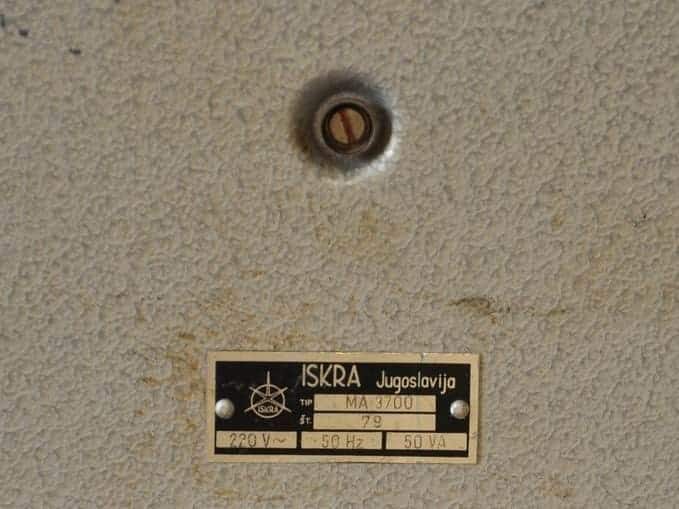 ISKRA Jugoslavija
ISKRA
TIP MA 3700
ŠT. 79
220 V~ 50 Hz 50 VA